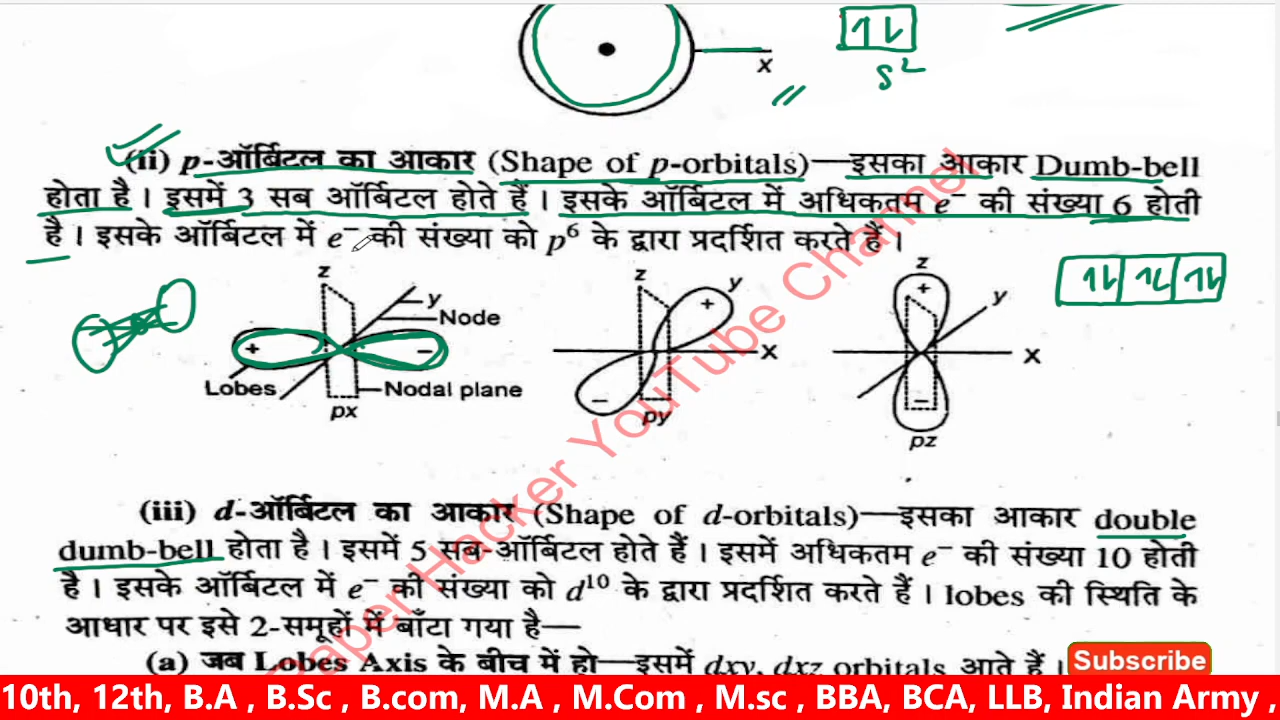 x
s²
(ii) p-ऑर्बिटल का आकार (Shape of p-orbitals)—इसका आकार Dumb-bell
होता है। इसमें 3 सब ऑर्बिटल होते हैं। इसके ऑर्बिटल में अधिकतम e⁻ की संख्या 6 होती
है। इसके ऑर्बिटल में e⁻ की संख्या को p⁶ के द्वारा प्रदर्शित करते हैं।
z
y
Node
+
−
Lobes
Nodal plane
px
z
y
+
x
−
py
z
+
y
x
−
pz
Paper Hacker YouTube Channel
(iii) d-ऑर्बिटल का आकार (Shape of d-orbitals)—इसका आकार double
dumb-bell होता है। इसमें 5 सब-ऑर्बिटल होते हैं। इसमें अधिकतम e⁻ की संख्या 10 होती
है। इसके ऑर्बिटल में e⁻ की संख्या को d¹⁰ के द्वारा प्रदर्शित करते हैं। lobes की स्थिति के
आधार पर इसे 2-समूहों में बाँटा गया है—
(a) जब Lobes Axis के बीच में हो—इसमें dxy, dxz orbitals आते हैं।
Subscribe
10th, 12th, B.A , B.Sc , B.com, M.A , M.Com , M.sc , BBA, BCA, LLB, Indian Army ,